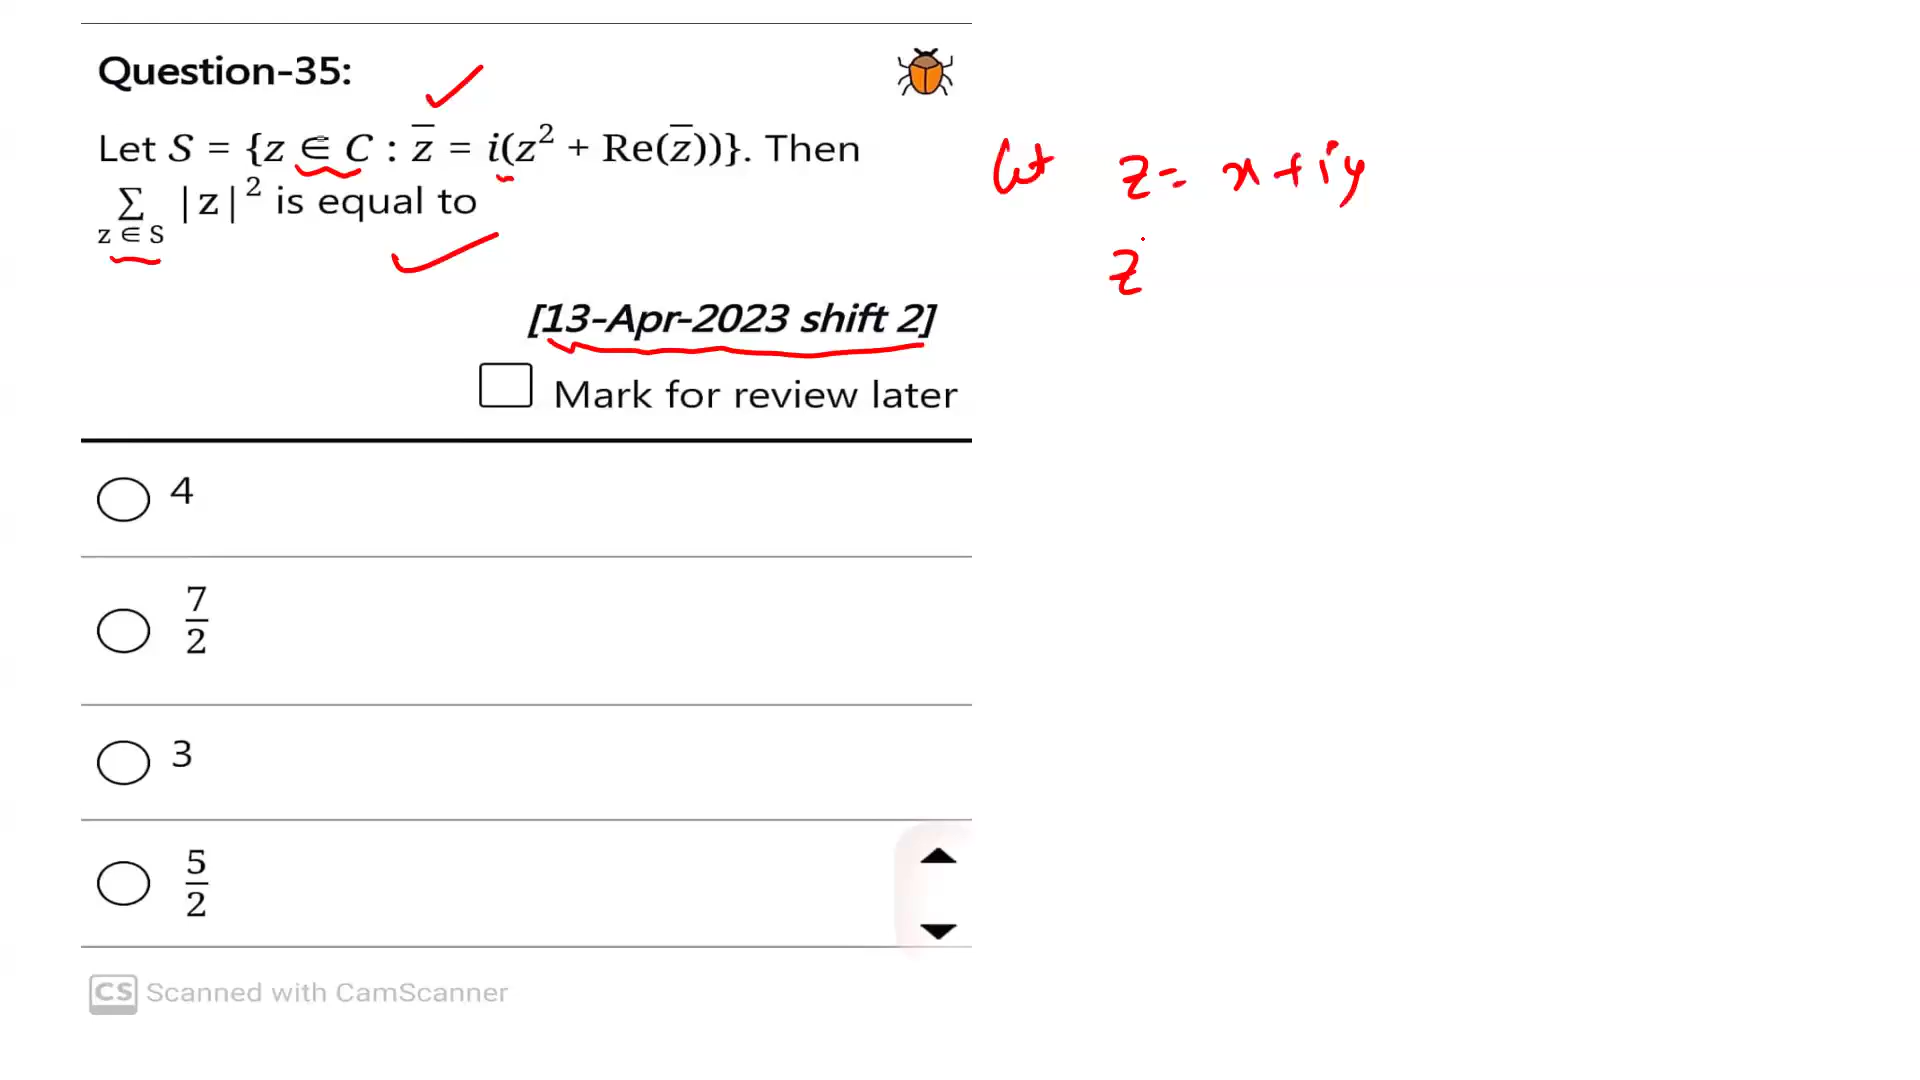 Question-35:
Let S = {z ∈ C : z̅ = i(z² + Re(z̅))}. Then
∑ |z|² is equal to
z ∈ S
[13-Apr-2023 shift 2]
Mark for review later
4
7/2
3
5/2
CS Scanned with CamScanner
let z = x + iy
z